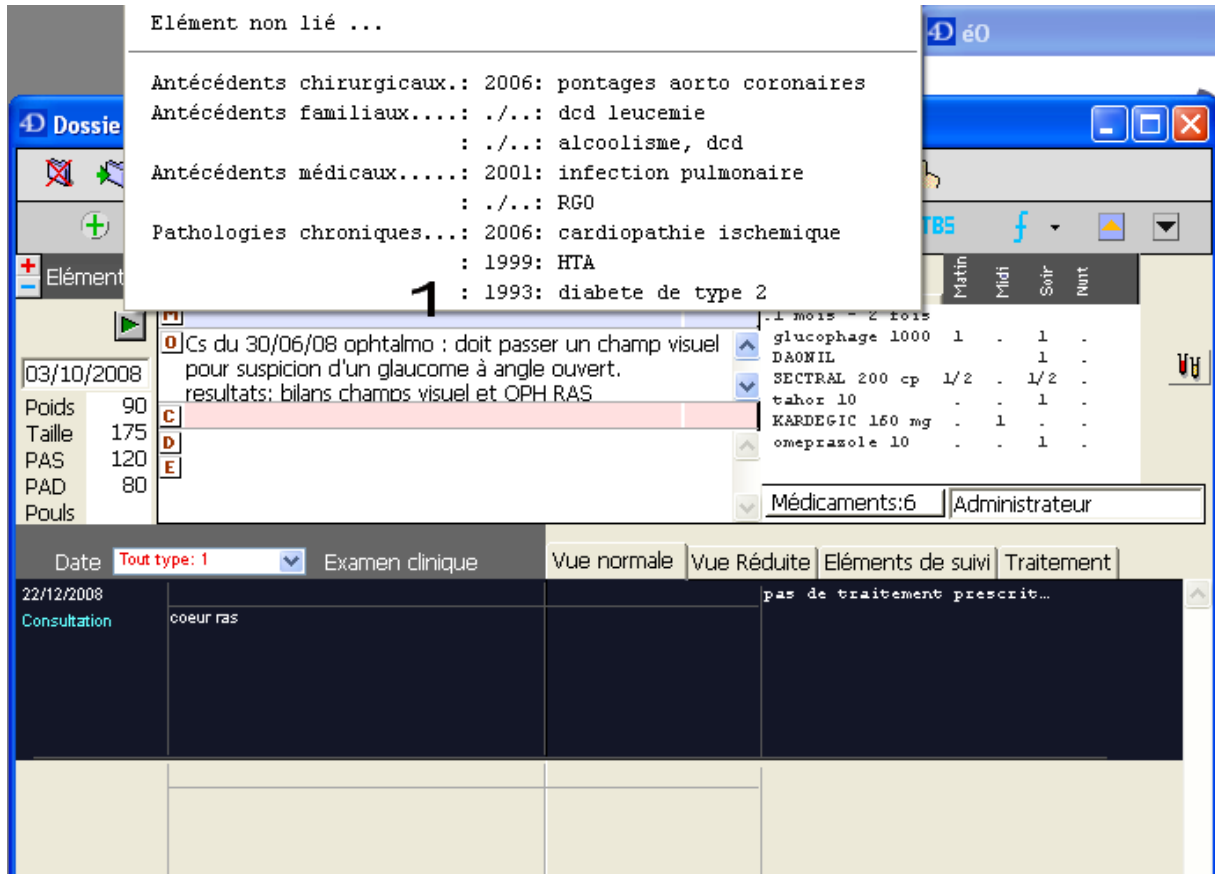 Elément non lié ...
éO
Antécédents chirurgicaux.: 2006: pontages aorto coronaires
Antécédents familiaux....: ./..: dcd leucemie
: ./..: alcoolisme, dcd
Antécédents médicaux.....: 2001: infection pulmonaire
: ./..: RGO
Pathologies chroniques...: 2006: cardiopathie ischemique
: 1999: HTA
: 1993: diabete de type 2
1
Dossie
TBS
Elément
Matin Midi Soir Nuit
M
.1 mois - 2 fois
O Cs du 30/06/08 ophtalmo : doit passer un champ visuel
pour suspicion d'un glaucome à angle ouvert.
resultats: bilans champs visuel et OPH RAS
C
D
E
glucophage 1000 1 . 1 .
DAONIL 1 .
SECTRAL 200 cp 1/2 . 1/2 .
tahor 10 . . 1 .
KARDEGIC 160 mg . 1 . .
omeprazole 10 . . 1 .
03/10/2008
Poids 90
Taille 175
PAS 120
PAD 80
Pouls
Médicaments:6 Administrateur
Date Tout type: 1 Examen clinique Vue normale Vue Réduite Eléments de suivi Traitement
22/12/2008 pas de traitement prescrit…
Consultation coeur ras